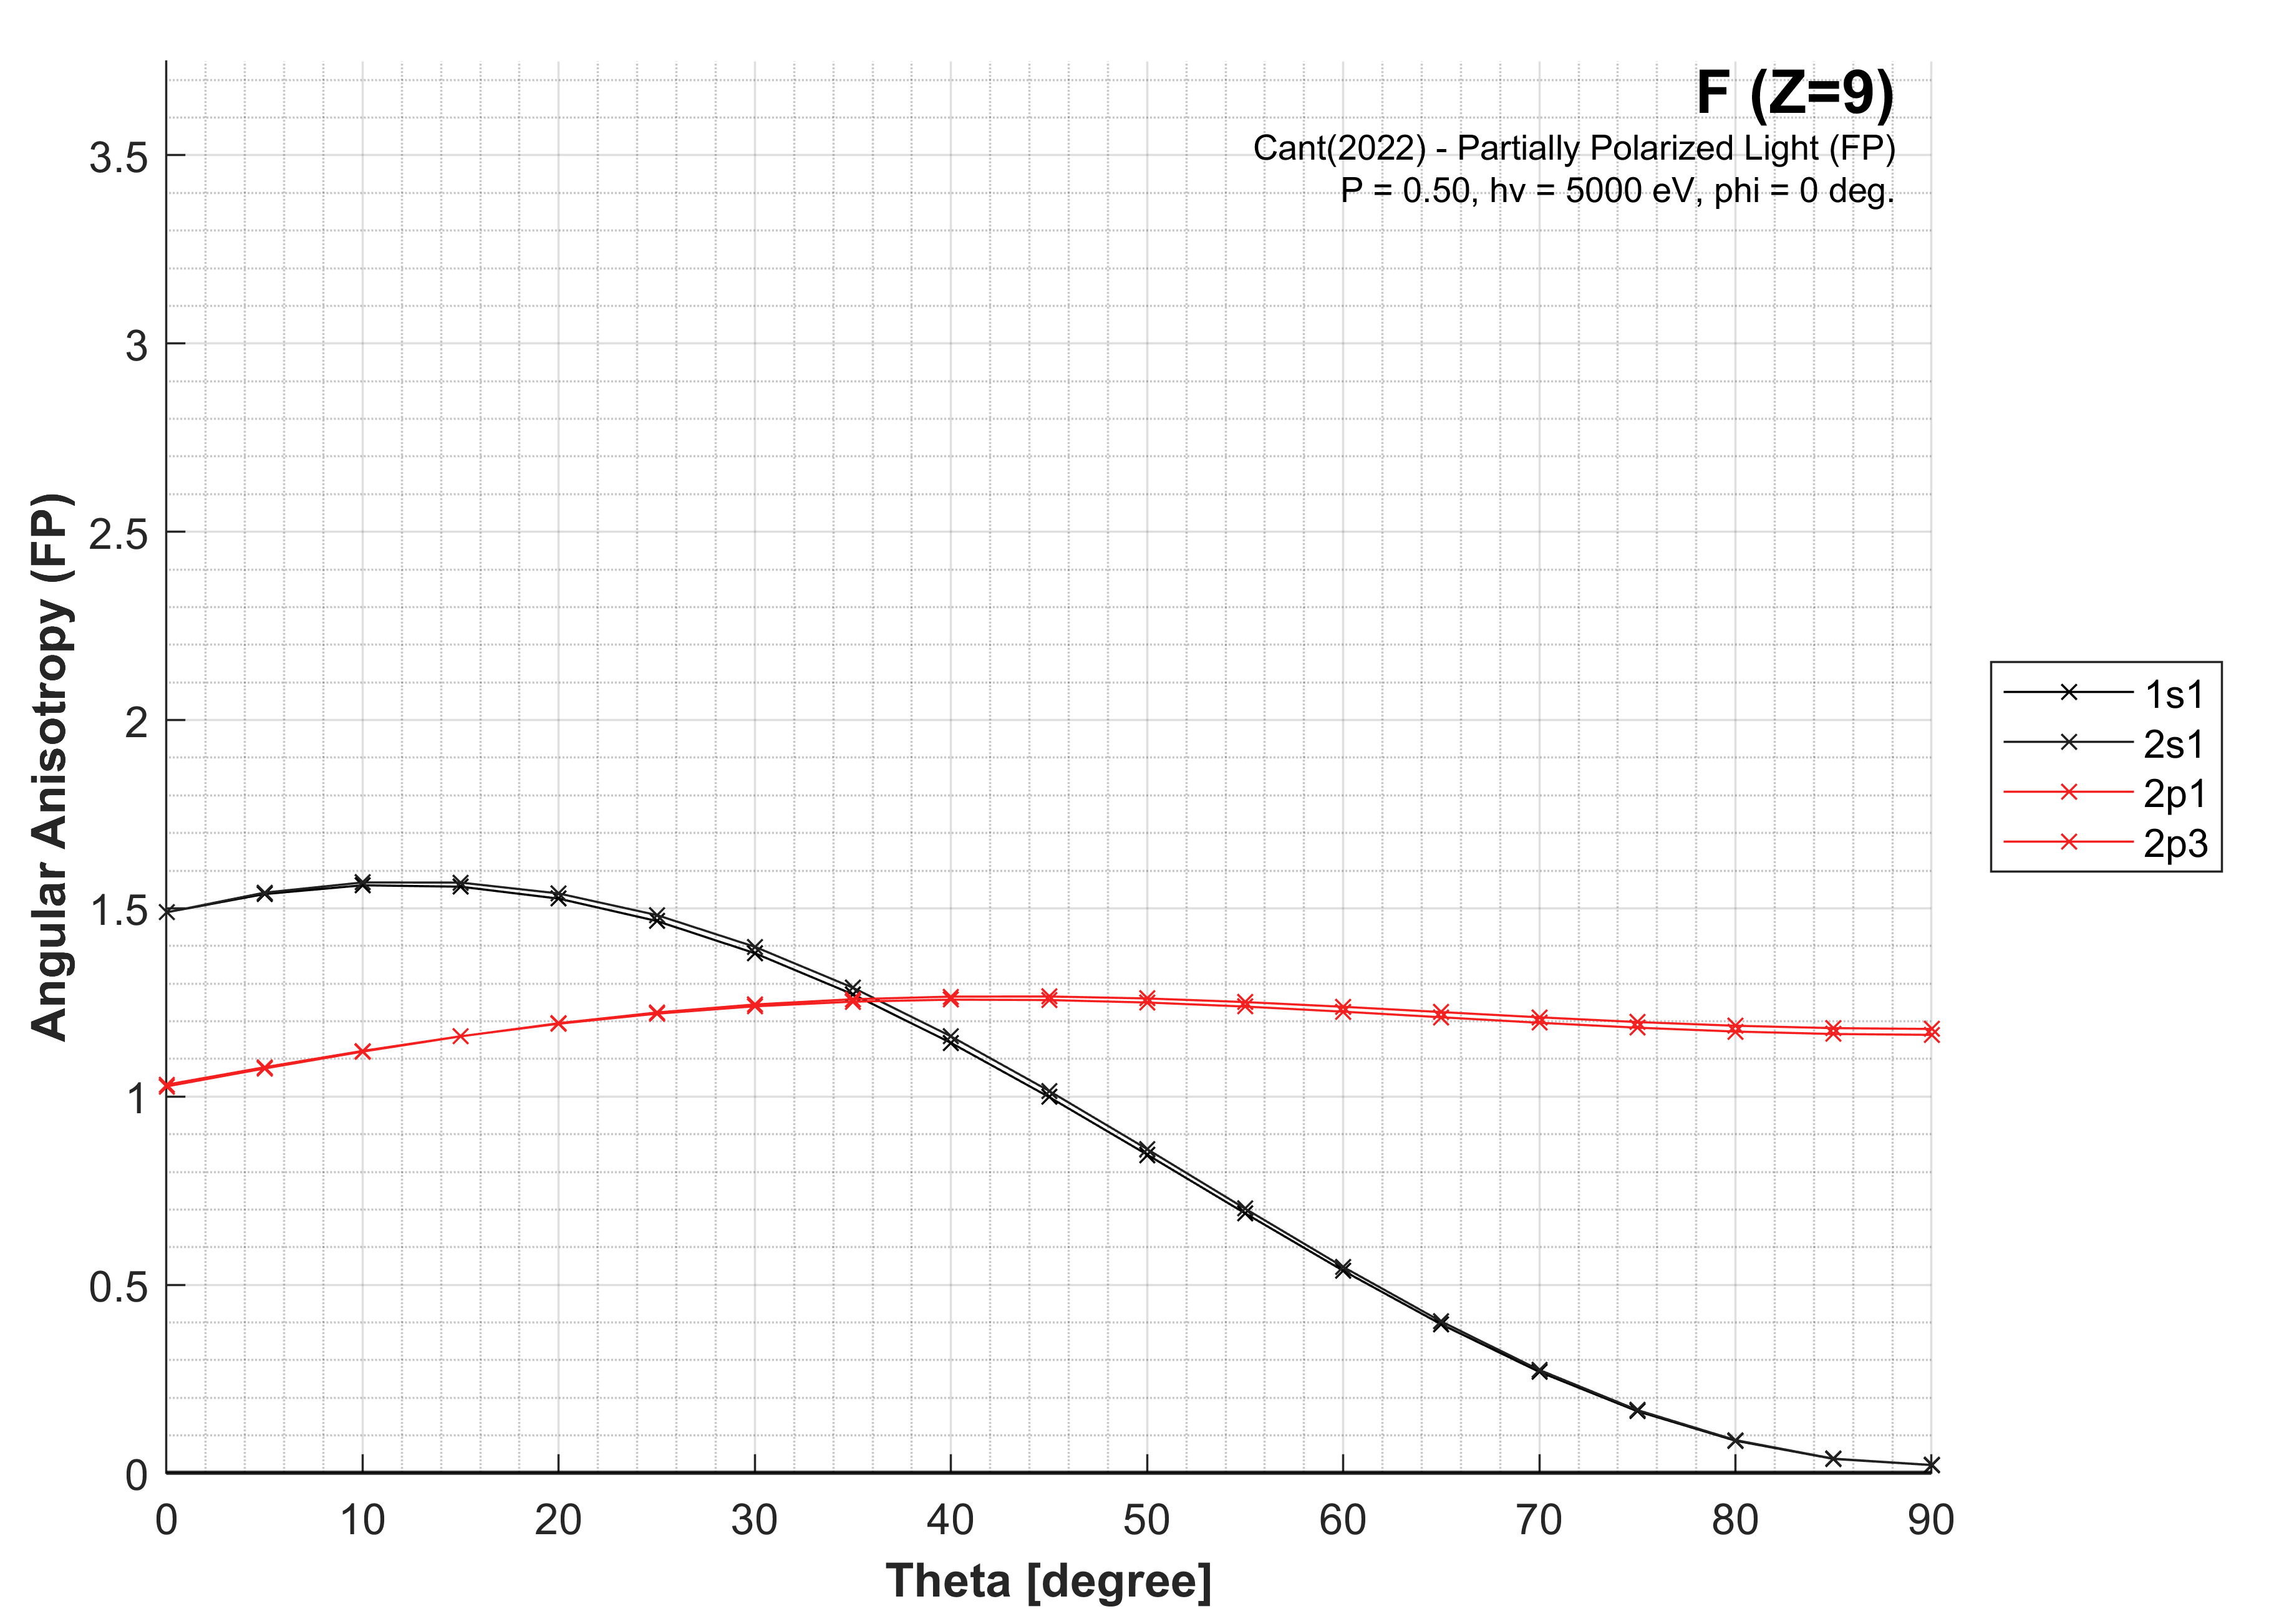 F (Z=9)
Cant(2022) - Partially Polarized Light (FP)
P = 0.50, hv = 5000 eV, phi = 0 deg.
Angular Anisotropy (FP)
3.5
3
2.5
2
1.5
1
0.5
0
0 10 20 30 40 50 60 70 80 90
Theta [degree]
1s1
2s1
2p1
2p3